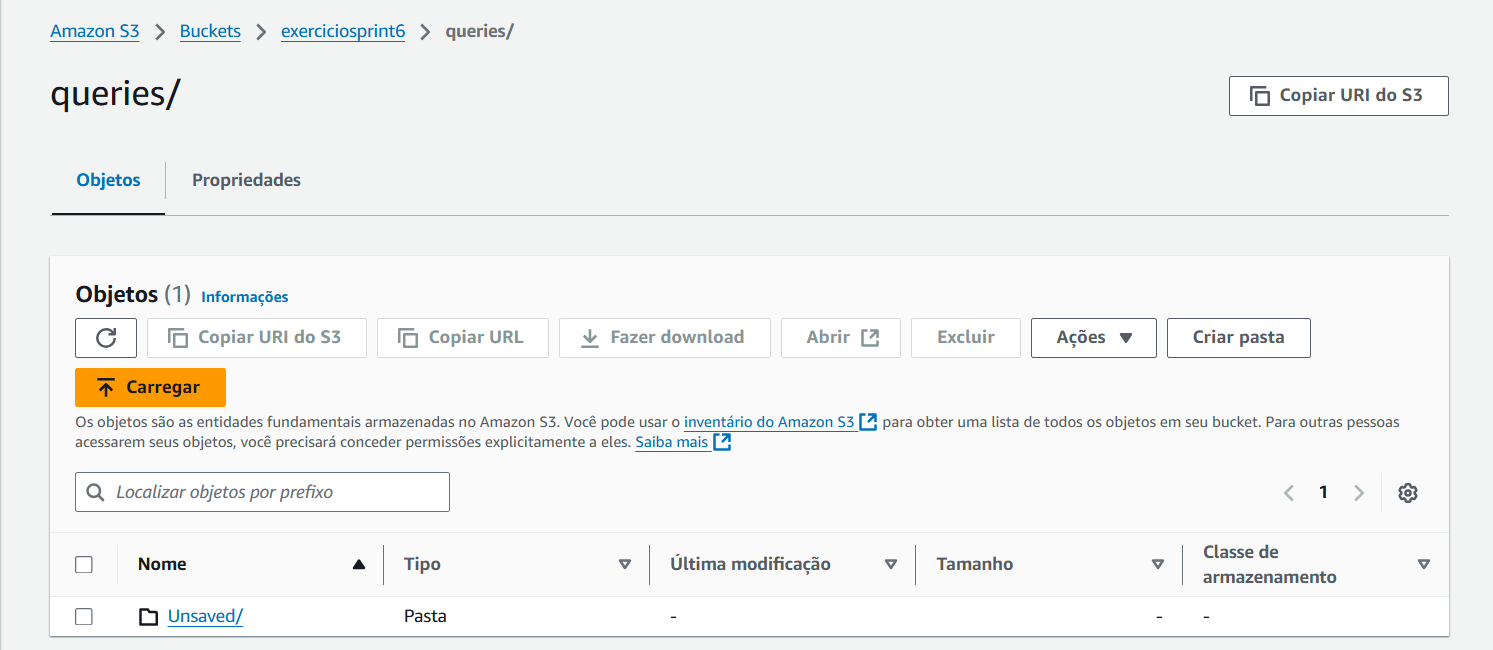 Amazon S3 > Buckets > exerciciosprint6 > queries/
queries/
Copiar URI do S3
Objetos
Propriedades
Objetos (1) Informações
Copiar URI do S3
Copiar URL
Fazer download
Abrir
Excluir
Ações
Criar pasta
Carregar
Os objetos são as entidades fundamentais armazenadas no Amazon S3. Você pode usar o inventário do Amazon S3 para obter uma lista de todos os objetos em seu bucket. Para outras pessoas
acessarem seus objetos, você precisará conceder permissões explicitamente a eles. Saiba mais
Localizar objetos por prefixo
< 1 >
Nome
Tipo
Última modificação
Tamanho
Classe de
armazenamento
Unsaved/
Pasta
-
-
-